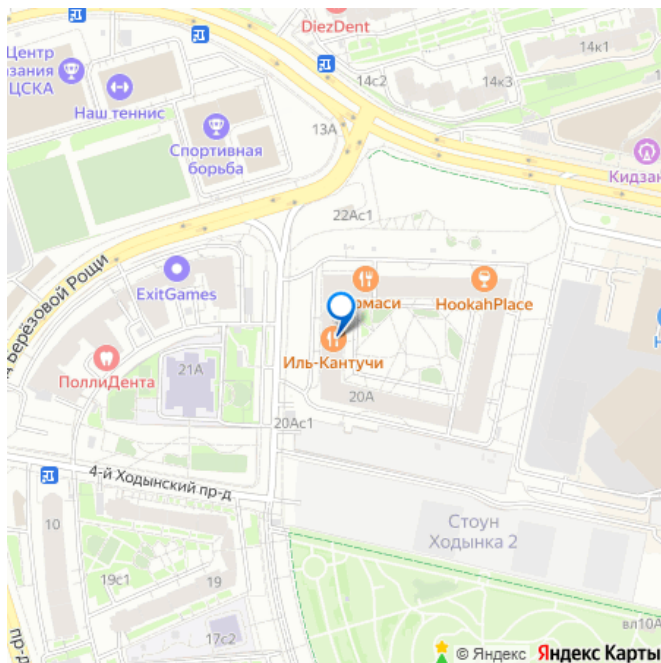 DiezDent
14к1
Центр
зания
ЦСКА
14с2
14к3
Наш теннис
13А
Спортивная
борьба
Кидзан
22Ас1
Берёзовой Рощи
ExitGames
омаси
HookahPlace
Н
Иль-Кантучи
ПоллиДента
21А
20А
20Ас1
4-й Ходынский пр-д
10
Стоун
Ходынка 2
19с1
19
вл10А
17с2
пр-д
© Яндекс Яндекс Карты